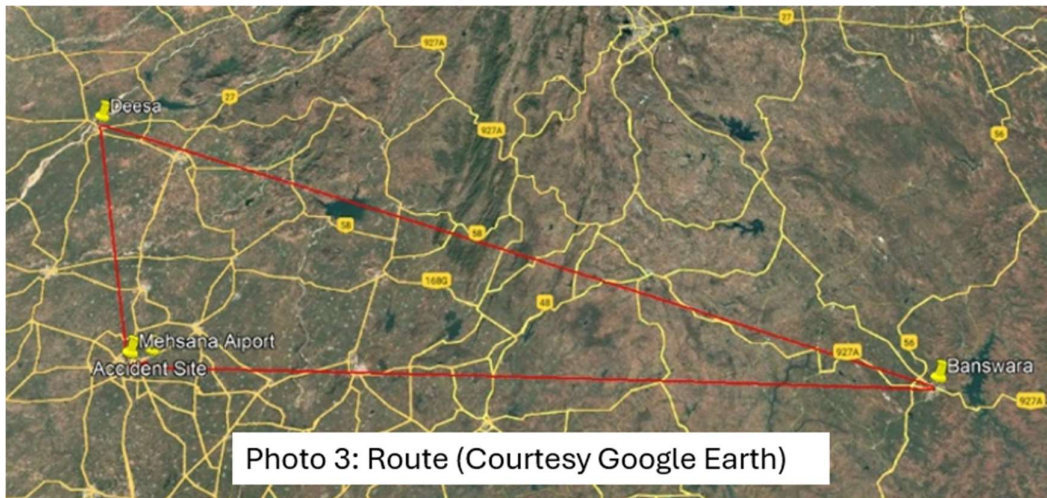 77
927A
27
Deesa
927A
56
58
58
168G
48
Mehsana Aiport
Accident Site
56
927A
Banswara
927A
Photo 3: Route (Courtesy Google Earth)